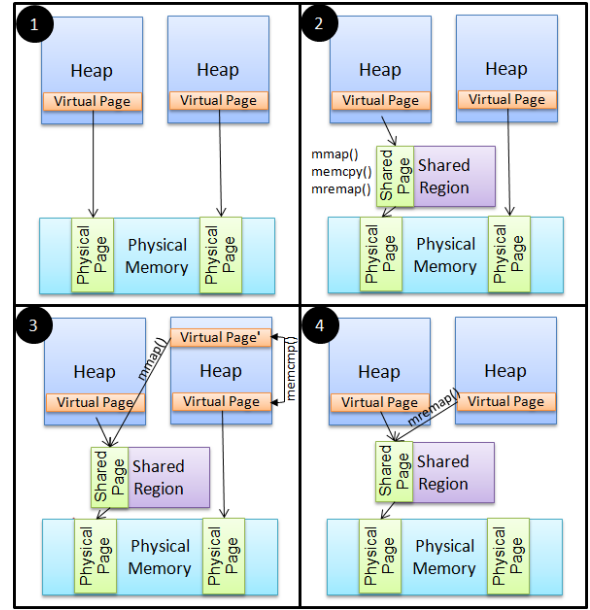 1
Heap
Heap
Virtual Page
Virtual Page
Physical
Page
Physical
Memory
Physical
Page
2
Heap
Heap
Virtual Page
Virtual Page
mmap()
memcpy()
mremap()
Shared
Page
Shared
Region
Physical
Page
Physical
Memory
Physical
Page
3
Virtual Page'
Heap
Heap
mmap()
memcmp()
Virtual Page
Virtual Page
Shared
Page
Shared
Region
Physical
Page
Physical
Memory
Physical
Page
4
Heap
Heap
Virtual Page
Virtual Page
mremap()
Shared
Page
Shared
Region
Physical
Page
Physical
Memory
Physical
Page